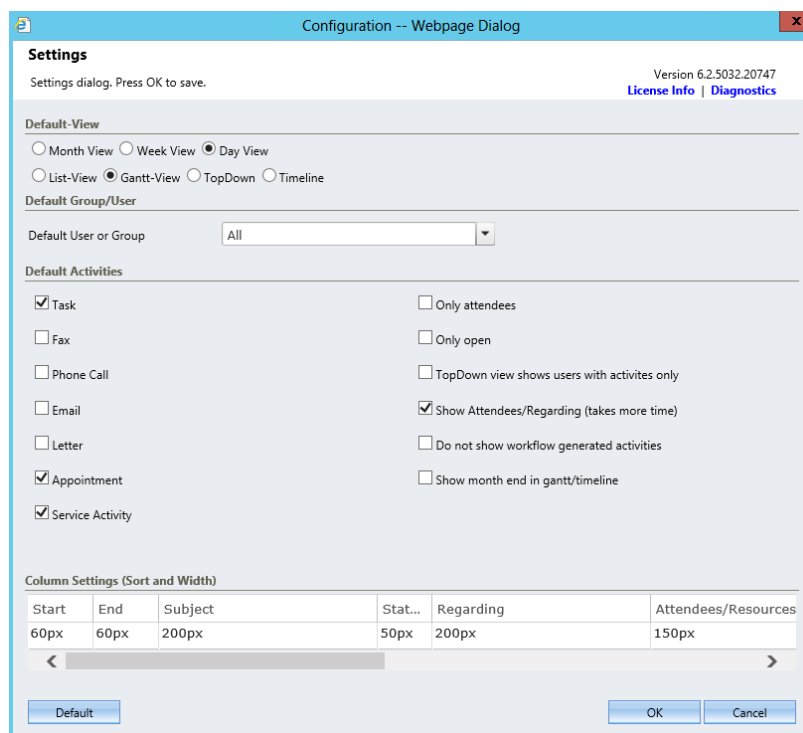 Configuration -- Webpage Dialog
x
Settings
Settings dialog. Press OK to save.
Version 6.2.5032.20747
License Info | Diagnostics
Default-View
Month View Week View Day View
List-View Gantt-View TopDown Timeline
Default Group/User
Default User or Group All
Default Activities
Task Only attendees
Fax Only open
Phone Call TopDown view shows users with activites only
Email Show Attendees/Regarding (takes more time)
Letter Do not show workflow generated activities
Appointment Show month end in gantt/timeline
Service Activity
Column Settings (Sort and Width)
Start End Subject Stat... Regarding Attendees/Resources
60px 60px 200px 50px 200px 150px
Default OK Cancel